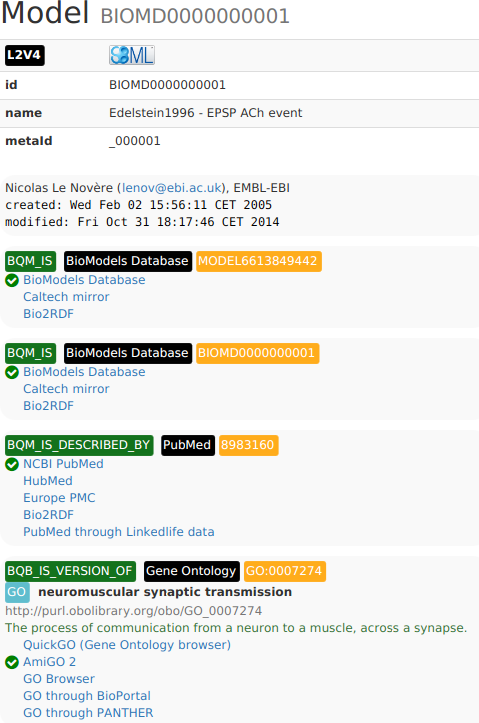 Model BIOMD0000000001
L2V4 SBML
id BIOMD0000000001
name Edelstein1996 - EPSP ACh event
metaId _000001
Nicolas Le Novère (lenov@ebi.ac.uk), EMBL-EBI
created: Wed Feb 02 15:56:11 CET 2005
modified: Fri Oct 31 18:17:46 CET 2014
BQM_IS BioModels Database MODEL6613849442
BioModels Database
Caltech mirror
Bio2RDF
BQM_IS BioModels Database BIOMD0000000001
BioModels Database
Caltech mirror
Bio2RDF
BQM_IS_DESCRIBED_BY PubMed 8983160
NCBI PubMed
HubMed
Europe PMC
Bio2RDF
PubMed through Linkedlife data
BQB_IS_VERSION_OF Gene Ontology GO:0007274
GO neuromuscular synaptic transmission
http://purl.obolibrary.org/obo/GO_0007274
The process of communication from a neuron to a muscle, across a synapse.
QuickGO (Gene Ontology browser)
AmiGO 2
GO Browser
GO through BioPortal
GO through PANTHER